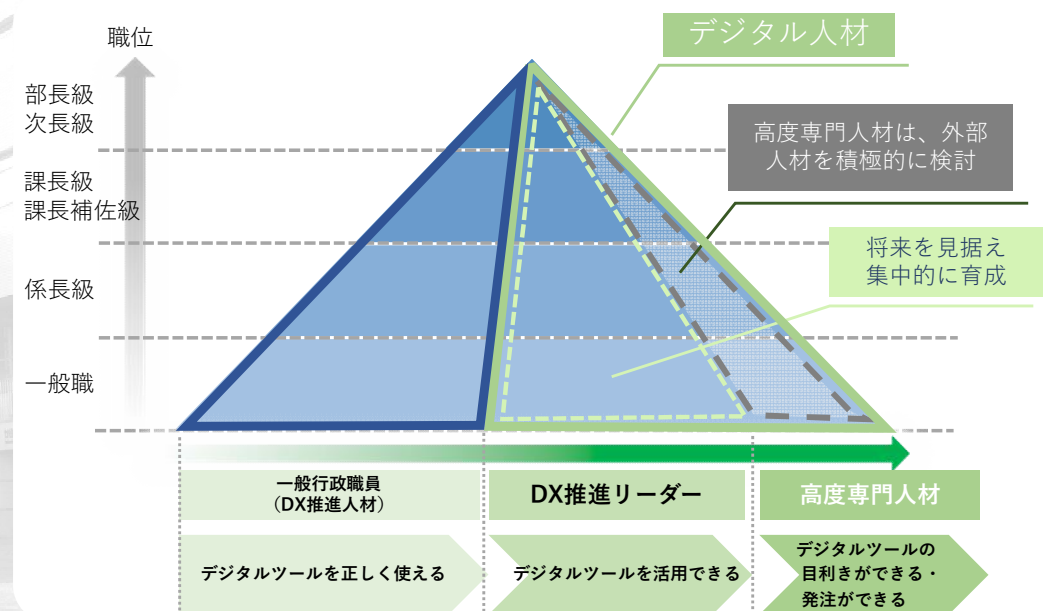 職位
デジタル人材
部長級
次長級
高度専門人材は、外部
人材を積極的に検討
課長級
課長補佐級
将来を見据え
集中的に育成
係長級
一般職
一般行政職員
（DX推進人材）
DX推進リーダー
高度専門人材
デジタルツールを正しく使える
デジタルツールを活用できる
デジタルツールの
目利きができる・
発注ができる